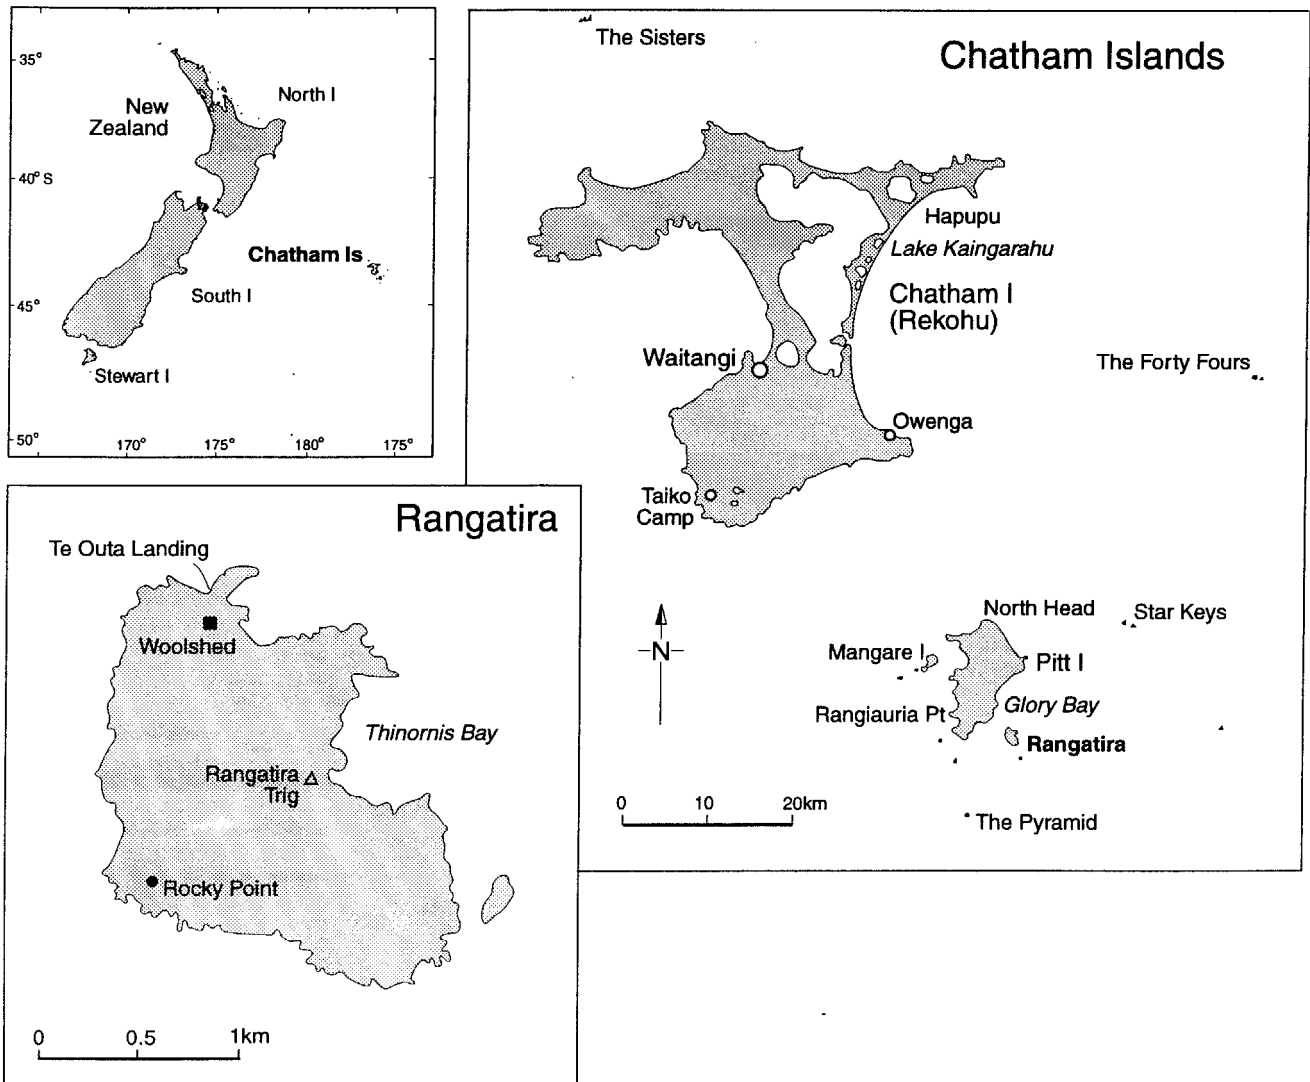 35°
North I
New
Zealand
40° S
Chatham Is
South I
45°
Stewart I
50°
170°
175°
180°
175°
The Sisters
Chatham Islands
Hapupu
Lake Kaingarahu
Chatham I
(Rekohu)
Waitangi
The Forty Fours
Owenga
Taiko
Camp
North Head
Star Keys
N
Mangare I
Pitt I
Glory Bay
Rangiauria Pt
Rangatira
0 10 20km
The Pyramid
Rangatira
Te Outa Landing
Woolshed
Thinornis Bay
Rangatira
Trig
Rocky Point
0 0.5 1km